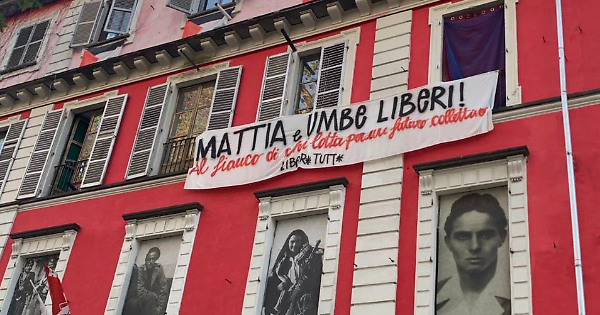 MATTIA e UMBE LIBERI!
Al fianco di chi lotta per un futuro collettivo
LIBER* TUTT*